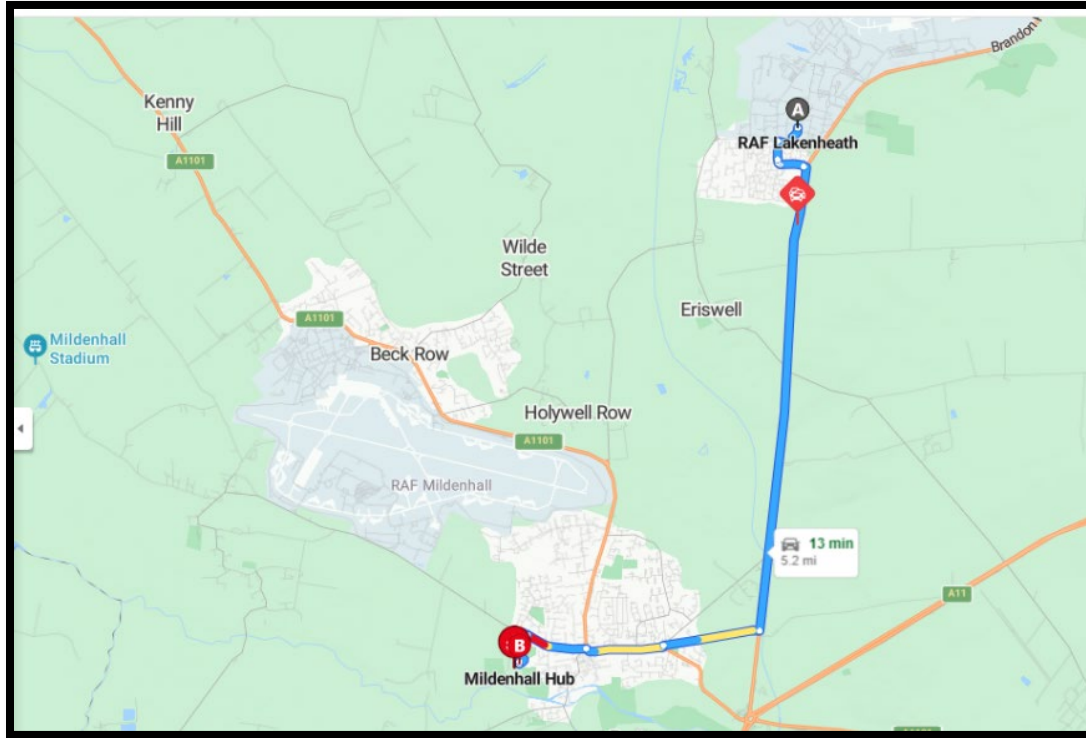 Brandon
Kenny
Hill
A
RAF Lakenheath
A1101
Wilde
Street
Eriswell
A1101
Mildenhall
Stadium
Beck Row
Holywell Row
A1101
RAF Mildenhall
13 min
5.2 mi
A11
B
Mildenhall Hub
A1101